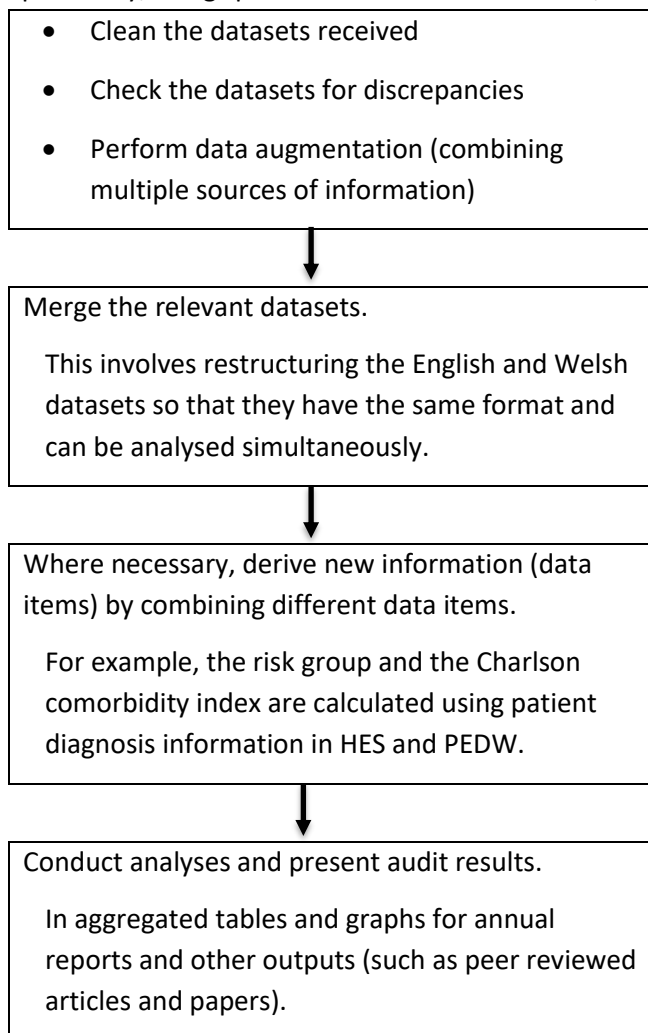 • Clean the datasets received
• Check the datasets for discrepancies
• Perform data augmentation (combining
multiple sources of information)
Merge the relevant datasets.
This involves restructuring the English and Welsh
datasets so that they have the same format and
can be analysed simultaneously.
Where necessary, derive new information (data
items) by combining different data items.
For example, the risk group and the Charlson
comorbidity index are calculated using patient
diagnosis information in HES and PEDW.
Conduct analyses and present audit results.
In aggregated tables and graphs for annual
reports and other outputs (such as peer reviewed
articles and papers).